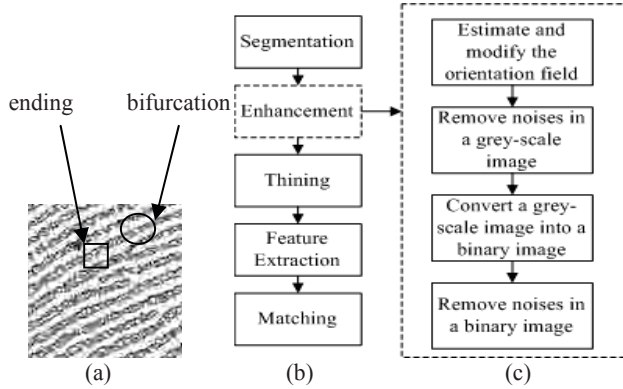 ending
bifurcation
(a)
Segmentation
Enhancement
Thining
Feature
Extraction
Matching
(b)
Estimate and
modify the
orientation field
Remove noises in
a grey-scale
image
Convert a grey-
scale image into a
binary image
Remove noises in
a binary image
(c)